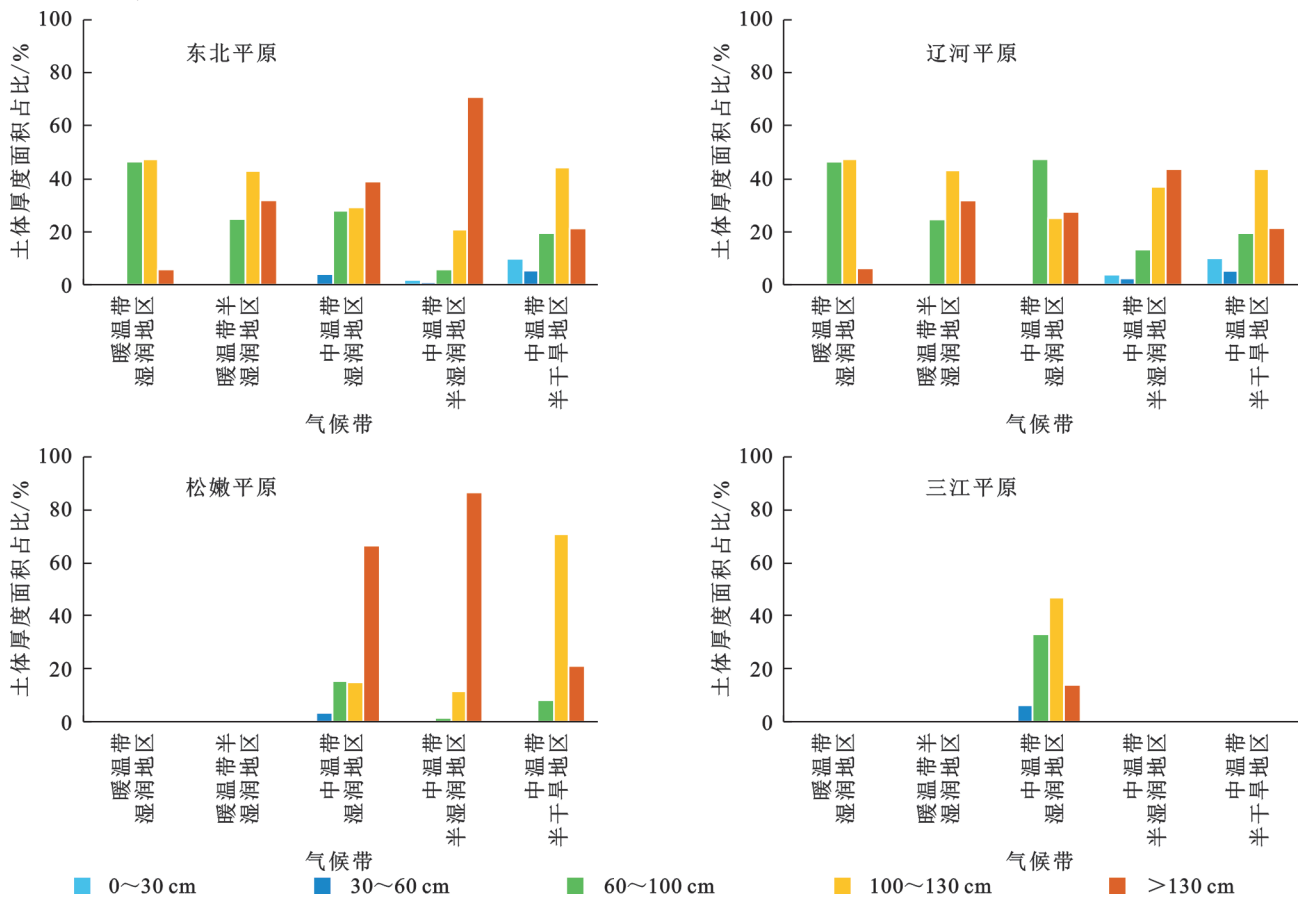 土体厚度面积占比/%
100
80
60
40
20
0
东北平原
暖温带
湿润地区
暖温带半
湿润地区
中温带
湿润地区
中温带
半湿润地区
中温带
半干旱地区
气候带
土体厚度面积占比/%
100
80
60
40
20
0
辽河平原
暖温带
湿润地区
暖温带半
湿润地区
中温带
湿润地区
中温带
半湿润地区
中温带
半干旱地区
气候带
土体厚度面积占比/%
100
80
60
40
20
0
松嫩平原
暖温带
湿润地区
暖温带半
湿润地区
中温带
湿润地区
中温带
半湿润地区
中温带
半干旱地区
气候带
土体厚度面积占比/%
100
80
60
40
20
0
三江平原
暖温带
湿润地区
暖温带半
湿润地区
中温带
湿润地区
中温带
半湿润地区
中温带
半干旱地区
气候带
0～30 cm
30～60 cm
60～100 cm
100～130 cm
>130 cm